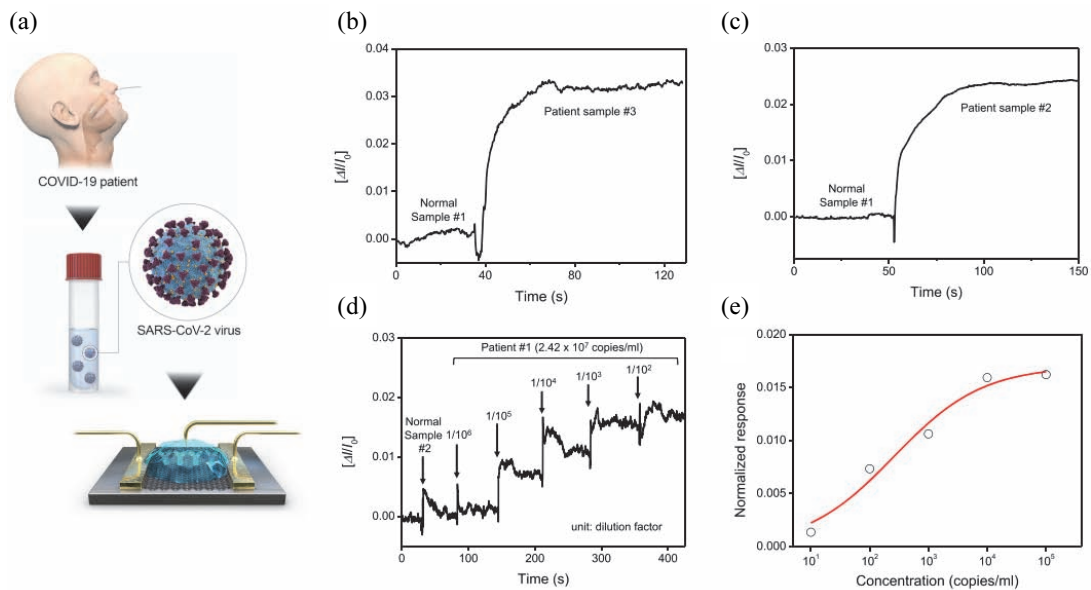 (a)
COVID-19 patient
SARS-CoV-2 virus
(b)
0.04
0.03
0.02
0.01
0.00
[ΔI/I₀]
Normal
Sample #1
Patient sample #3
0
40
80
120
Time (s)
(c)
0.03
0.02
0.01
0.00
[ΔI/I₀]
Normal
Sample #1
Patient sample #2
0
50
100
150
Time (s)
(d)
0.03
0.02
0.01
0.00
[ΔI/I₀]
Patient #1 (2.42 x 10⁷ copies/ml)
Normal
Sample
#2
1/10⁶
1/10⁵
1/10⁴
1/10³
1/10²
unit: dilution factor
0
100
200
300
400
Time (s)
(e)
0.020
0.015
0.010
0.005
0.000
Normalized response
10¹
10²
10³
10⁴
10⁵
Concentration (copies/ml)